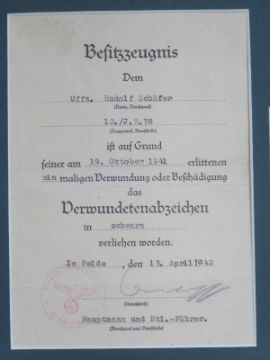 Besitzzeugnis
Dem
Uffz. Rudolf Schäfer
(Name, Dienstgrad)
12./J.R.78
(Truppenteil, Dienststelle)
ist auf Grund
seiner am 19. Oktober 1941 erlittenen
ein maligen Verwundung oder Beschädigung
das
Verwundetenabzeichen
in schwarz
verliehen worden.
Im Felde, den 13. April 1942
(Unterschrift)
Hauptmann und Btl.-Führer.
(Dienstgrad und Dienststelle)